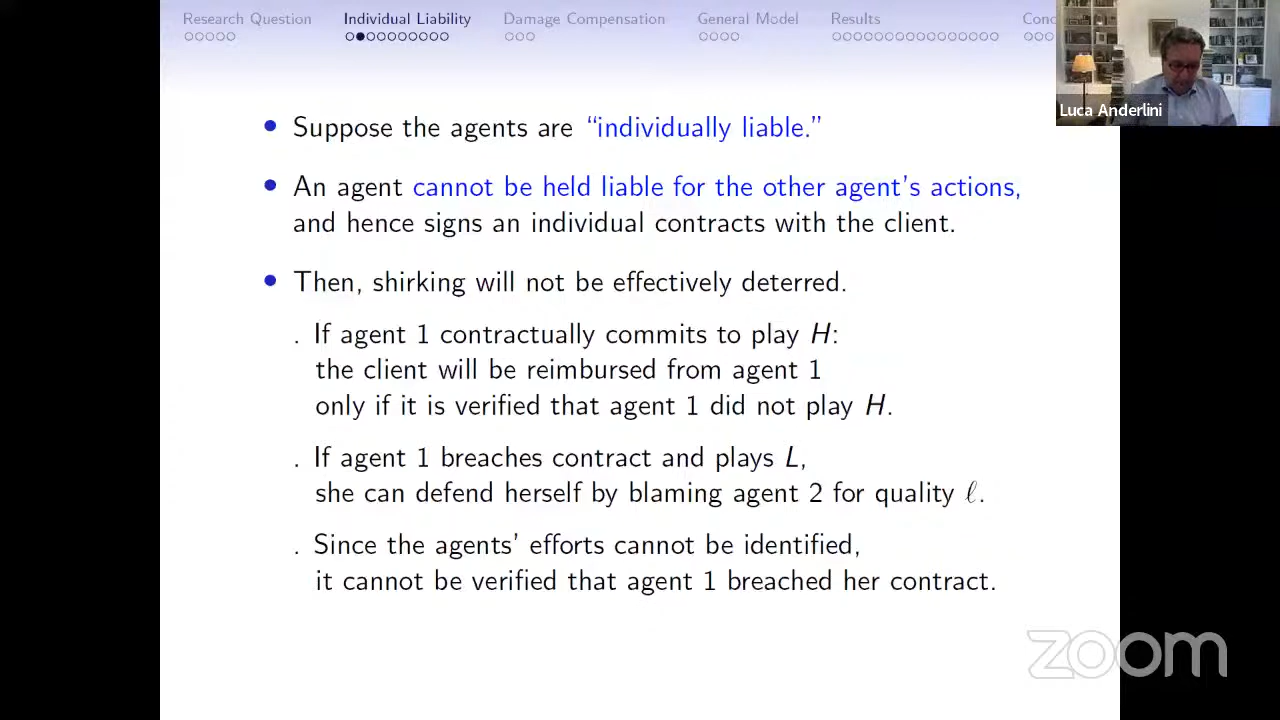 Research Question Individual Liability Damage Compensation General Model Results Conc
Luca Anderlini
• Suppose the agents are “individually liable.”
• An agent cannot be held liable for the other agent’s actions,
and hence signs an individual contracts with the client.
• Then, shirking will not be effectively deterred.
. If agent 1 contractually commits to play H:
the client will be reimbursed from agent 1
only if it is verified that agent 1 did not play H.
. If agent 1 breaches contract and plays L,
she can defend herself by blaming agent 2 for quality ℓ.
. Since the agents’ efforts cannot be identified,
it cannot be verified that agent 1 breached her contract.
zoom